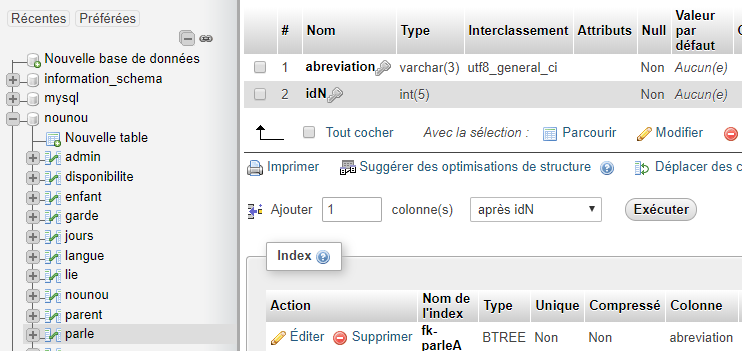 Récentes Préférées
Nouvelle base de données
information_schema
mysql
nounou
Nouvelle table
admin
disponibilite
enfant
garde
jours
langue
lie
nounou
parent
parle
# Nom Type Interclassement Attributs Null Valeur par défaut
1 abreviation varchar(3) utf8_general_ci Non Aucun(e)
2 idN int(5) Non Aucun(e)
Tout cocher Avec la sélection : Parcourir Modifier
Imprimer Suggérer des optimisations de structure Déplacer des c
Ajouter 1 colonne(s) après idN Exécuter
Index
Action Nom de l'index Type Unique Compressé Colonne
Éditer Supprimer fk-parleA BTREE Non Non abreviation